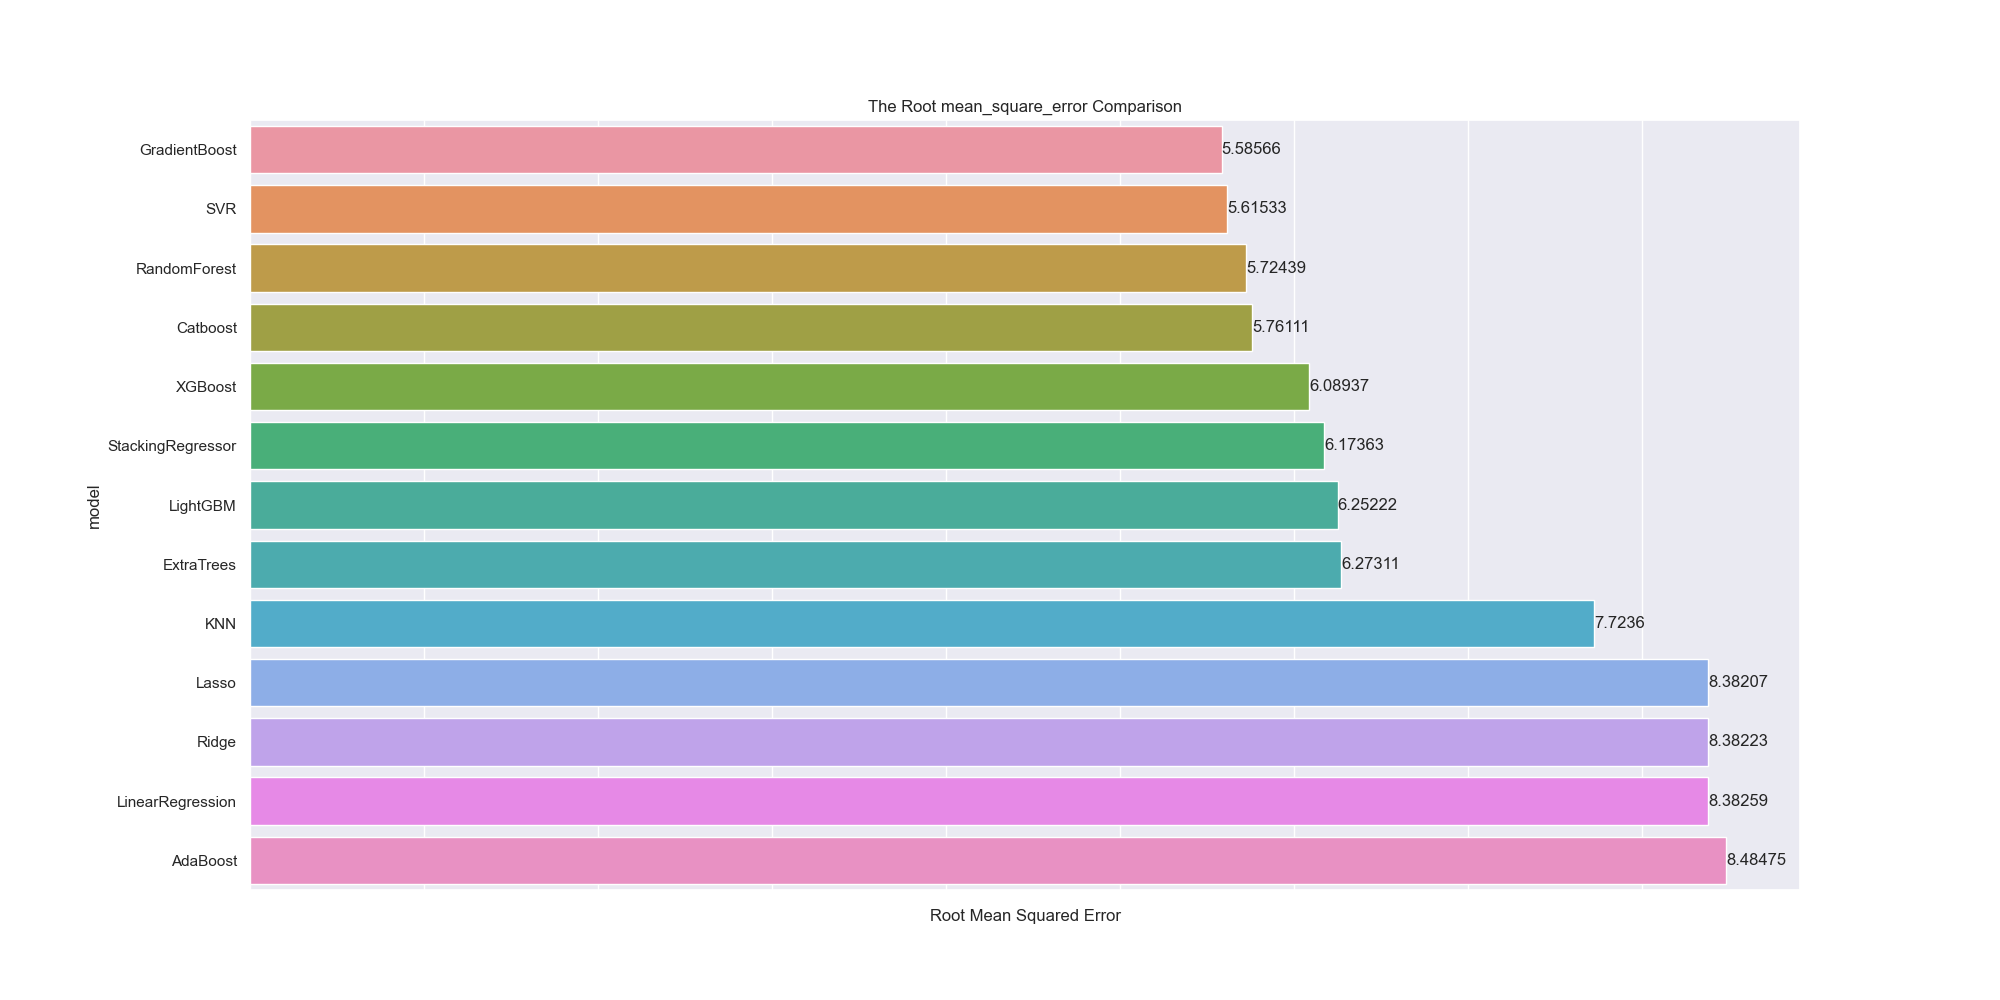 The Root mean_square_error Comparison
GradientBoost 5.58566
SVR 5.61533
RandomForest 5.72439
Catboost 5.76111
XGBoost 6.08937
StackingRegressor 6.17363
LightGBM 6.25222
ExtraTrees 6.27311
KNN 7.7236
Lasso 8.38207
Ridge 8.38223
LinearRegression 8.38259
AdaBoost 8.48475
model
Root Mean Squared Error